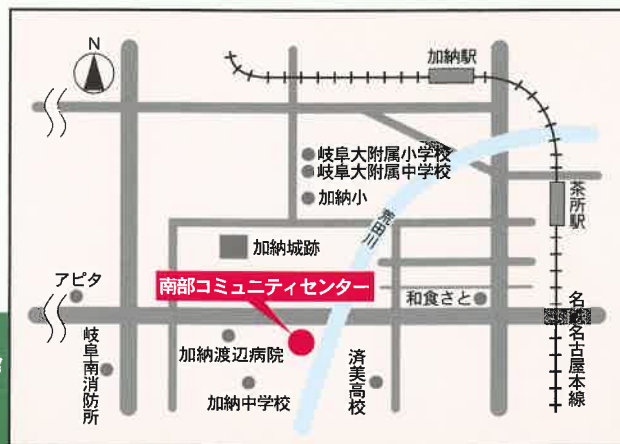 N
加納駅
岐阜大附属小学校
岐阜大附属中学校
加納小
茶所駅
荒田川
加納城跡
南部コミュニティセンター
アピタ
和食さと
名鉄名古屋本線
岐阜南消防所
加納渡辺病院
済美高校
加納中学校